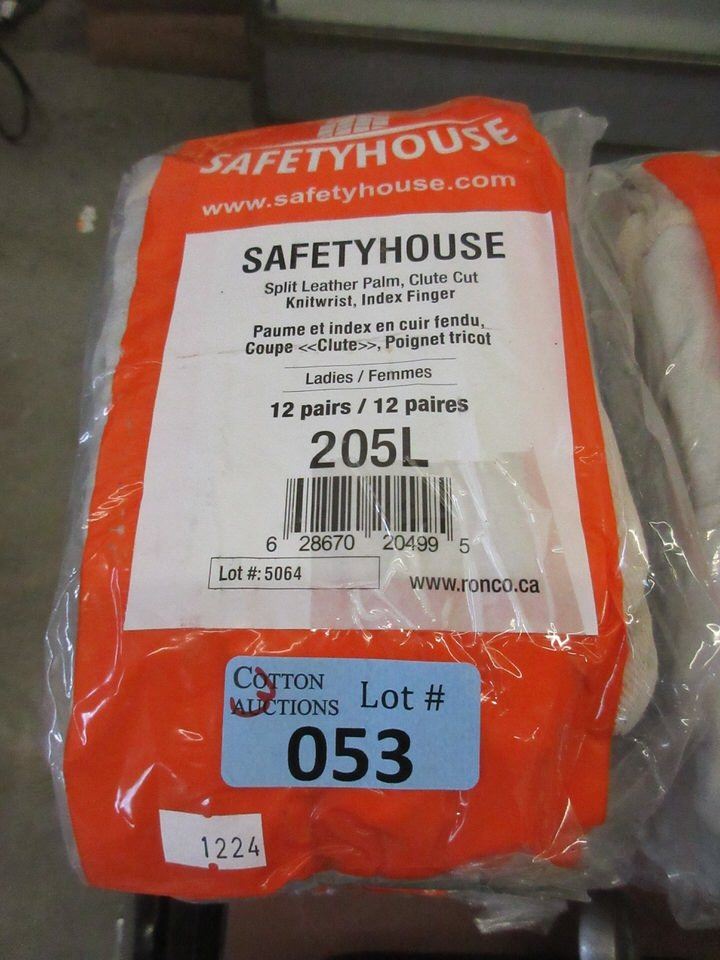 SAFETYHOUSE
www.safetyhouse.com
SAFETYHOUSE
Split Leather Palm, Clute Cut
Knitwrist, Index Finger
Paume et index en cuir fendu,
Coupe <<Clute>>, Poignet tricot
Ladies / Femmes
12 pairs / 12 paires
205L
6 28670 20499 5
Lot #: 5064
www.ronco.ca
COTTON
AUCTIONS
Lot #
053
1224